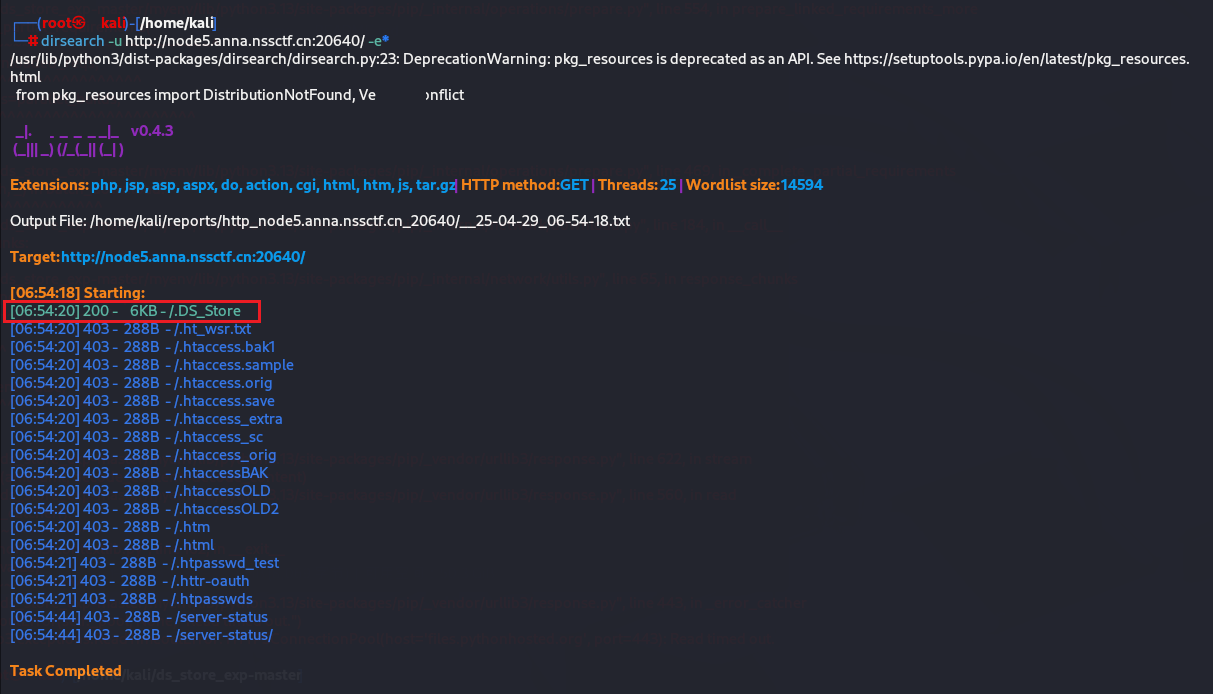 ┌──(root㉿kali)-[/home/kali]
└─# dirsearch -u http://node5.anna.nssctf.cn:20640/ -e*
/usr/lib/python3/dist-packages/dirsearch/dirsearch.py:23: DeprecationWarning: pkg_resources is deprecated as an API. See https://setuptools.pypa.io/en/latest/pkg_resources.
html
from pkg_resources import DistributionNotFound, Ve onflict
_|. _ _ _ _ _ _|_ v0.4.3
(_||| _) (/_(_|| (_| )
Extensions: php, jsp, asp, aspx, do, action, cgi, html, htm, js, tar.gz | HTTP method: GET | Threads: 25 | Wordlist size: 14594
Output File: /home/kali/reports/http_node5.anna.nssctf.cn_20640/__25-04-29_06-54-18.txt
Target: http://node5.anna.nssctf.cn:20640/
[06:54:18] Starting:
[06:54:20] 200 - 6KB - /.DS_Store
[06:54:20] 403 - 288B - /.ht_wsr.txt
[06:54:20] 403 - 288B - /.htaccess.bak1
[06:54:20] 403 - 288B - /.htaccess.sample
[06:54:20] 403 - 288B - /.htaccess.orig
[06:54:20] 403 - 288B - /.htaccess.save
[06:54:20] 403 - 288B - /.htaccess_extra
[06:54:20] 403 - 288B - /.htaccess_sc
[06:54:20] 403 - 288B - /.htaccess_orig
[06:54:20] 403 - 288B - /.htaccessBAK
[06:54:20] 403 - 288B - /.htaccessOLD
[06:54:20] 403 - 288B - /.htaccessOLD2
[06:54:20] 403 - 288B - /.htm
[06:54:20] 403 - 288B - /.html
[06:54:21] 403 - 288B - /.htpasswd_test
[06:54:21] 403 - 288B - /.httr-oauth
[06:54:21] 403 - 288B - /.htpasswds
[06:54:44] 403 - 288B - /server-status
[06:54:44] 403 - 288B - /server-status/
Task Completed
/kali/ds_store_exp-master